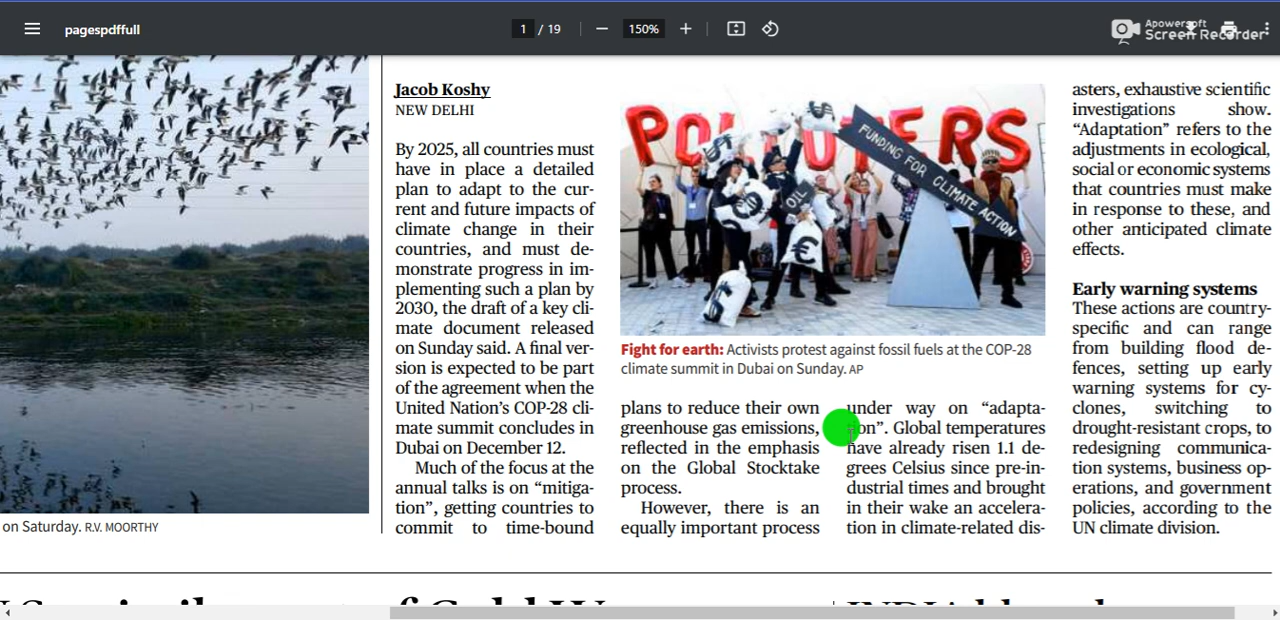 pagespdffull
1 / 19
150%
Apowersoft
Screen Recorder
on Saturday. R.V. MOORTHY
Jacob Koshy
NEW DELHI
By 2025, all countries must
have in place a detailed
plan to adapt to the cur-
rent and future impacts of
climate change in their
countries, and must de-
monstrate progress in im-
plementing such a plan by
2030, the draft of a key cli-
mate document released
on Sunday said. A final ver-
sion is expected to be part
of the agreement when the
United Nation's COP-28 cli-
mate summit concludes in
Dubai on December 12.
Much of the focus at the
annual talks is on “mitiga-
tion”, getting countries to
commit to time-bound
POLLUTERS
FUNDING FOR CLIMATE ACTION
OIL
€
$
Fight for earth: Activists protest against fossil fuels at the COP-28
climate summit in Dubai on Sunday. AP
plans to reduce their own
greenhouse gas emissions,
reflected in the emphasis
on the Global Stocktake
process.
However, there is an
equally important process
under way on “adapta-
tion”. Global temperatures
have already risen 1.1 de-
grees Celsius since pre-in-
dustrial times and brought
in their wake an accelera-
tion in climate-related dis-
asters, exhaustive scientific
investigations show.
“Adaptation” refers to the
adjustments in ecological,
social or economic systems
that countries must make
in response to these, and
other anticipated climate
effects.
Early warning systems
These actions are country-
specific and can range
from building flood de-
fences, setting up early
warning systems for cy-
clones, switching to
drought-resistant crops, to
redesigning communica-
tion systems, business op-
erations, and government
policies, according to the
UN climate division.